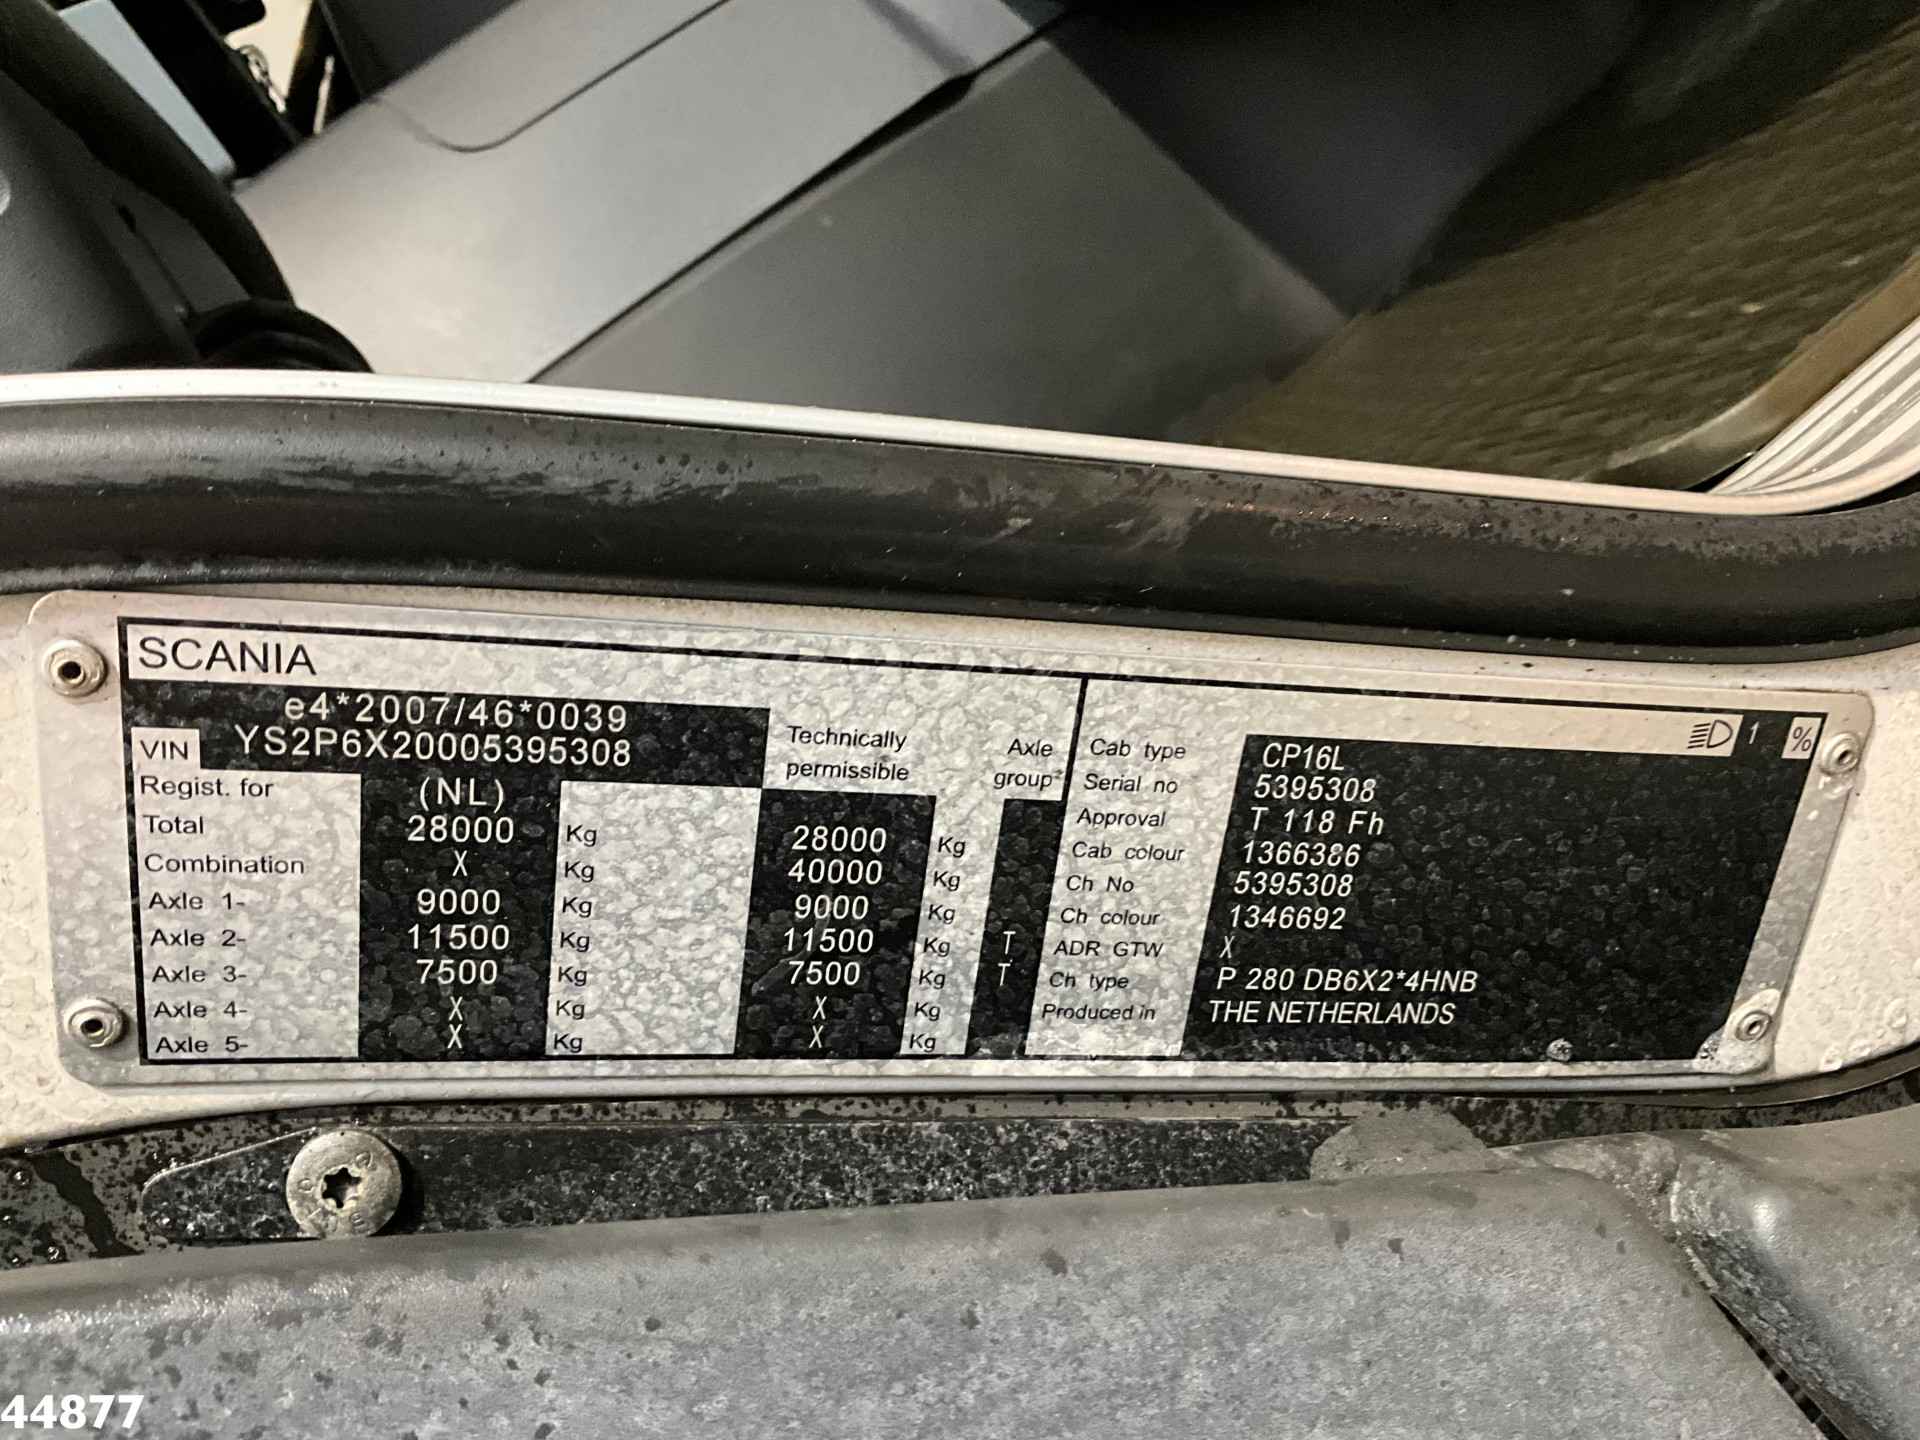 SCANIA
e4*2007/46*0039
VIN YS2P6X20005395308
Technically permissible
Axle group²
Regist. for (NL)
Total 28000 Kg 28000 Kg
Combination X Kg 40000 Kg
Axle 1- 9000 Kg 9000 Kg
Axle 2- 11500 Kg 11500 Kg T
Axle 3- 7500 Kg 7500 Kg T
Axle 4- X Kg X Kg
Axle 5- X Kg X Kg
1 %
Cab type CP16L
Serial no 5395308
Approval T 118 Fh
Cab colour 1366386
Ch No 5395308
Ch colour 1346692
ADR GTW X
Ch type P 280 DB6X2*4HNB
Produced in THE NETHERLANDS
44877